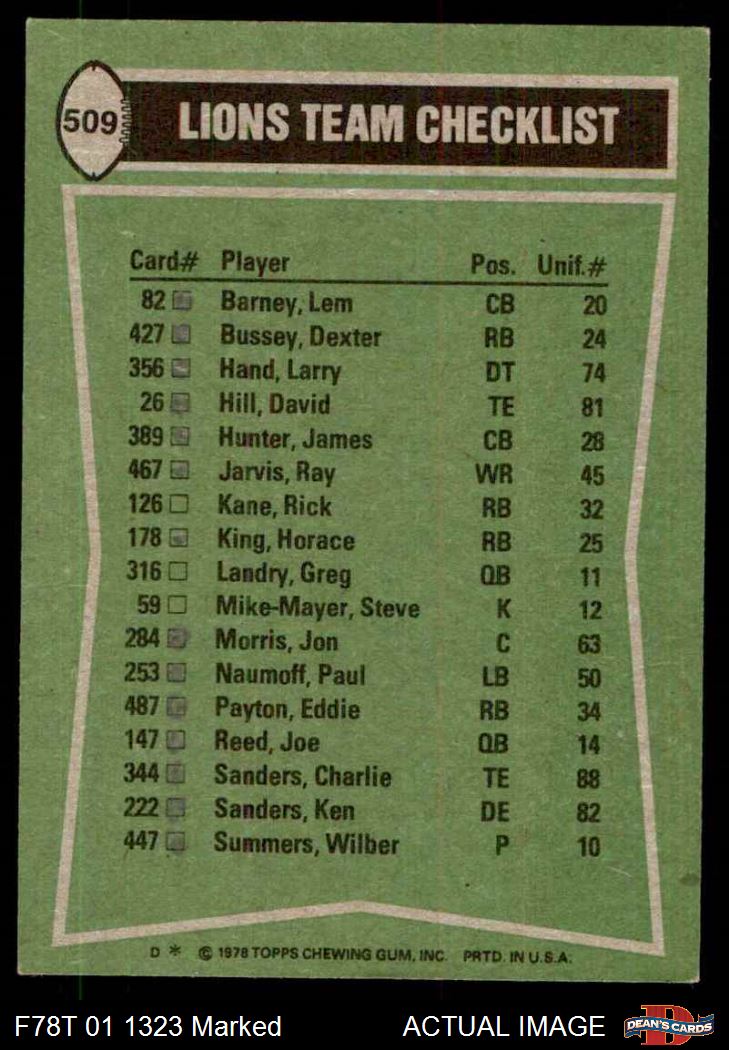 509 LIONS TEAM CHECKLIST
Card# Player Pos. Unif.#
82 Barney, Lem CB 20
427 Bussey, Dexter RB 24
356 Hand, Larry DT 74
26 Hill, David TE 81
389 Hunter, James CB 28
467 Jarvis, Ray WR 45
126 Kane, Rick RB 32
178 King, Horace RB 25
316 Landry, Greg QB 11
59 Mike-Mayer, Steve K 12
284 Morris, Jon C 63
253 Naumoff, Paul LB 50
487 Payton, Eddie RB 34
147 Reed, Joe QB 14
344 Sanders, Charlie TE 88
222 Sanders, Ken DE 82
447 Summers, Wilber P 10
D * © 1978 TOPPS CHEWING GUM, INC. PRTD. IN U.S.A.
F78T 01 1323 Marked ACTUAL IMAGE D DEAN'S CARDS